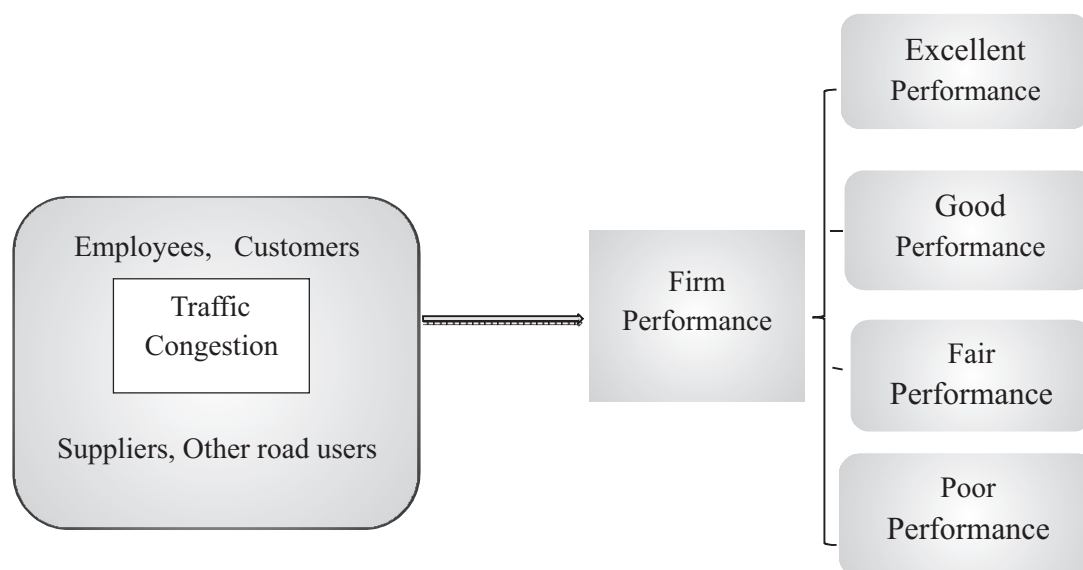 Employees, Customers
Traffic
Congestion
Suppliers, Other road users
Firm
Performance
Excellent
Performance
Good
Performance
Fair
Performance
Poor
Performance